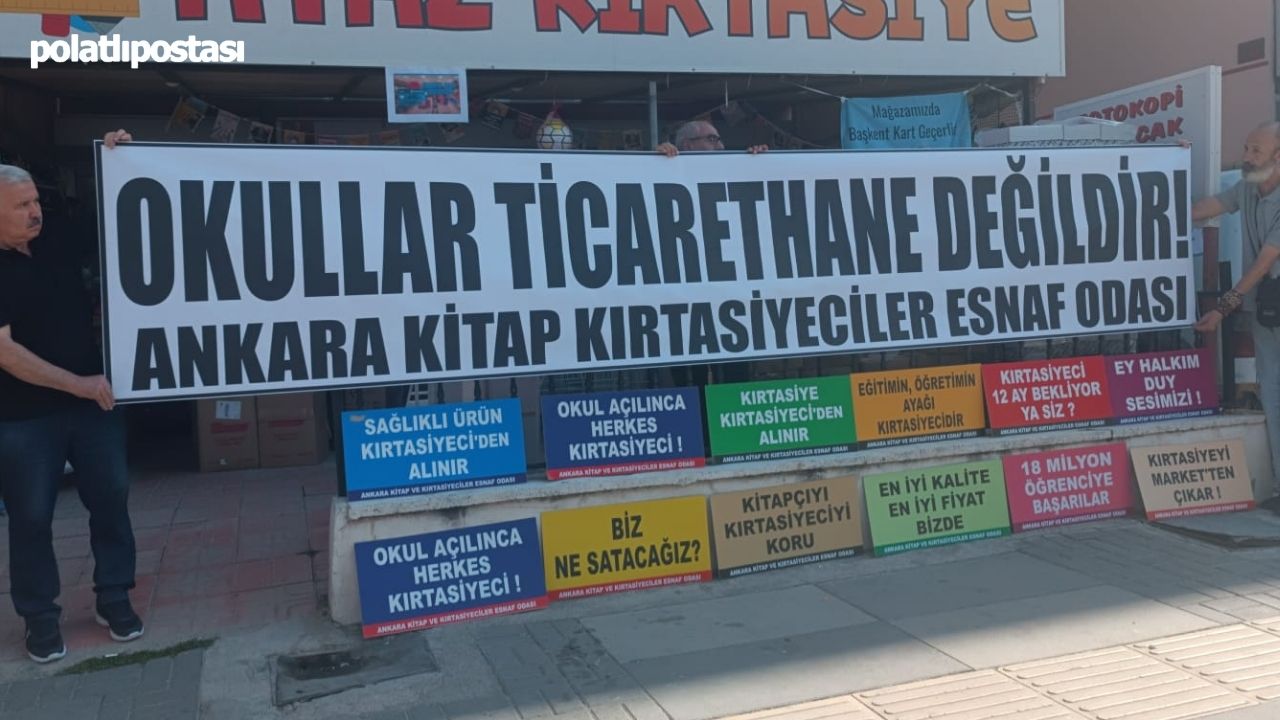 polatlıpostası
KIRTASİYE
Mağazamızda
Başkent Kart Geçerlidir
FOTOKOPİ
OKULLAR TİCARETHANE DEĞİLDİR!
ANKARA KİTAP KIRTASİYECİLER ESNAF ODASI
SAĞLIKLI ÜRÜN
KIRTASİYECİ'DEN
ALINIR
ANKARA KİTAP VE KIRTASİYECİLER ESNAF ODASI
OKUL AÇILINCA
HERKES
KIRTASİYECİ !
ANKARA KİTAP VE KIRTASİYECİLER ESNAF ODASI
KIRTASİYE
KIRTASİYECİ'DEN
ALINIR
ANKARA KİTAP VE KIRTASİYECİLER ESNAF ODASI
EĞİTİMİN, ÖĞRETİMİN
AYAĞI
KIRTASİYECİDİR
ANKARA KİTAP VE KIRTASİYECİLER ESNAF ODASI
KIRTASİYECİ
12 AY BEKLİYOR
YA SİZ ?
ANKARA KİTAP VE KIRTASİYECİLER ESNAF ODASI
EY HALKIM
DUY
SESİMİZİ !
ANKARA KİTAP VE KIRTASİYECİLER ESNAF ODASI
OKUL AÇILINCA
HERKES
KIRTASİYECİ !
ANKARA KİTAP VE KIRTASİYECİLER ESNAF ODASI
BİZ
NE SATACAĞIZ?
ANKARA KİTAP VE KIRTASİYECİLER ESNAF ODASI
KİTAPÇIYI
KIRTASİYECİYİ
KORU
ANKARA KİTAP VE KIRTASİYECİLER ESNAF ODASI
EN İYİ KALİTE
EN İYİ FİYAT
BİZDE
ANKARA KİTAP VE KIRTASİYECİLER ESNAF ODASI
18 MİLYON
ÖĞRENCİYE
BAŞARILAR
ANKARA KİTAP VE KIRTASİYECİLER ESNAF ODASI
KIRTASİYEYİ
MARKET'TEN
ÇIKAR !
ANKARA KİTAP VE KIRTASİYECİLER ESNAF ODASI